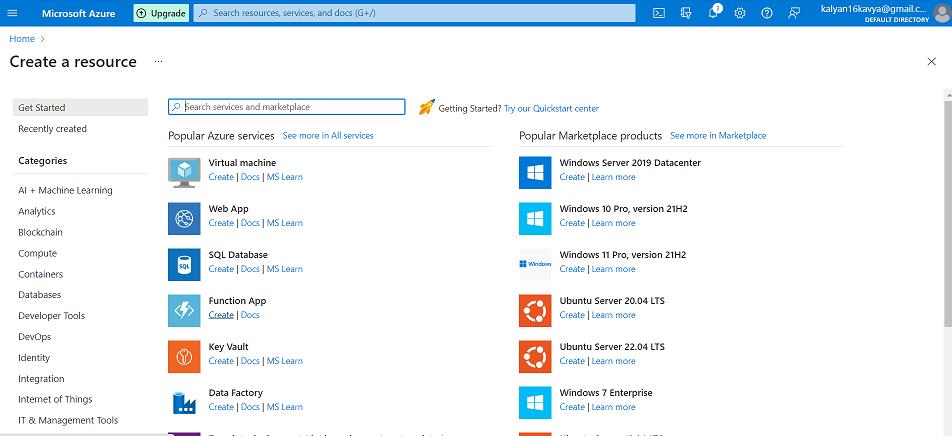 Microsoft Azure
Upgrade
Search resources, services, and docs (G+/)
3
kalyan16kavya@gmail.c...
DEFAULT DIRECTORY
Home
Create a resource
...
Get Started
Recently created
Categories
AI + Machine Learning
Analytics
Blockchain
Compute
Containers
Databases
Developer Tools
DevOps
Identity
Integration
Internet of Things
IT & Management Tools
Search services and marketplace
Getting Started? Try our Quickstart center
Popular Azure services See more in All services
Virtual machine
Create | Docs | MS Learn
Web App
Create | Docs | MS Learn
SQL
SQL Database
Create | Docs | MS Learn
Function App
Create | Docs
Key Vault
Create | Docs | MS Learn
Data Factory
Create | Docs | MS Learn
Popular Marketplace products See more in Marketplace
Windows Server 2019 Datacenter
Create | Learn more
Windows 10 Pro, version 21H2
Create | Learn more
Windows
Windows 11 Pro, version 21H2
Create | Learn more
Ubuntu Server 20.04 LTS
Create | Learn more
Ubuntu Server 22.04 LTS
Create | Learn more
Windows 7 Enterprise
Create | Learn more